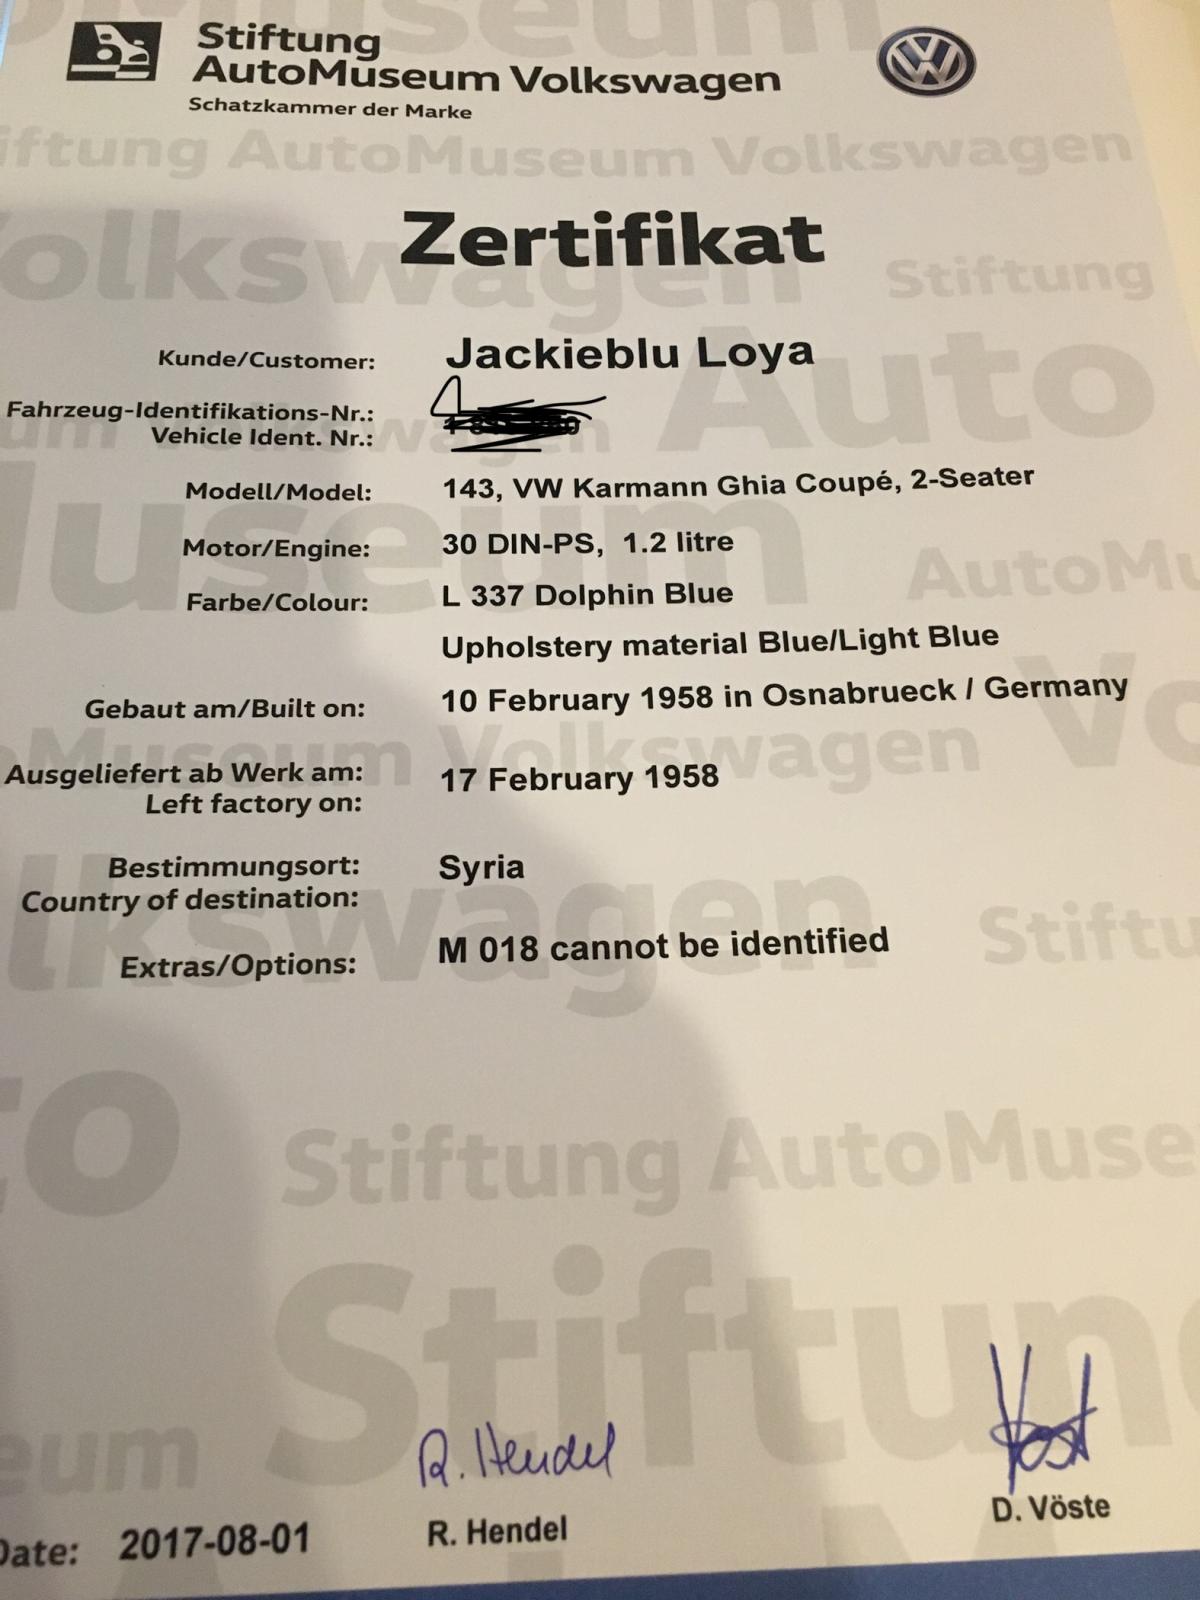 Stiftung
AutoMuseum Volkswagen
Schatzkammer der Marke
Zertifikat
Kunde/Customer: Jackieblu Loya
Fahrzeug-Identifikations-Nr.:
Vehicle Ident. Nr.:
Modell/Model: 143, VW Karmann Ghia Coupé, 2-Seater
Motor/Engine: 30 DIN-PS, 1.2 litre
Farbe/Colour: L 337 Dolphin Blue
Upholstery material Blue/Light Blue
Gebaut am/Built on: 10 February 1958 in Osnabrueck / Germany
Ausgeliefert ab Werk am: 17 February 1958
Left factory on:
Bestimmungsort: Syria
Country of destination:
Extras/Options: M 018 cannot be identified
R. Hendel
R. Hendel
D. Vöste
Date: 2017-08-01